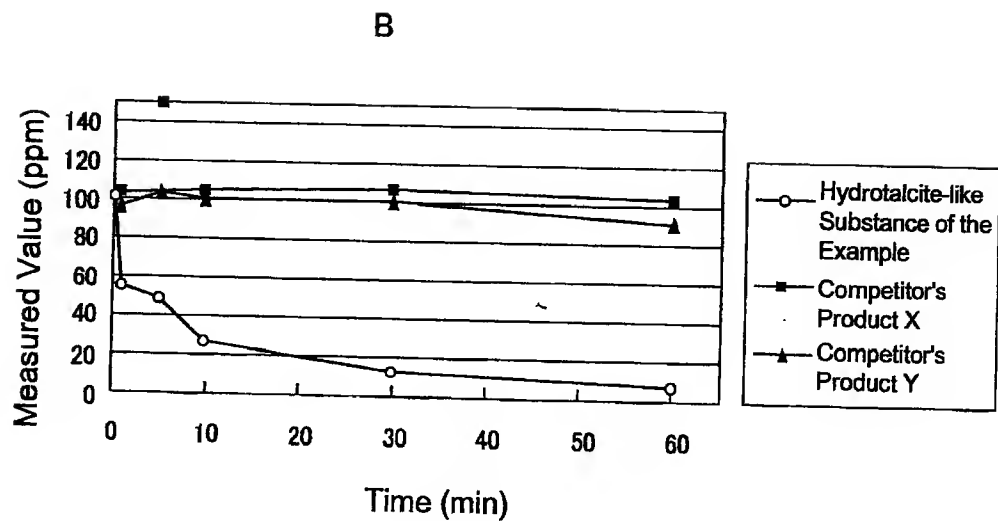 B
Measured Value (ppm)
140
120
100
80
60
40
20
0
0 10 20 30 40 50 60
Time (min)
Hydrotalcite-like
Substance of the
Example
Competitor's
Product X
Competitor's
Product Y